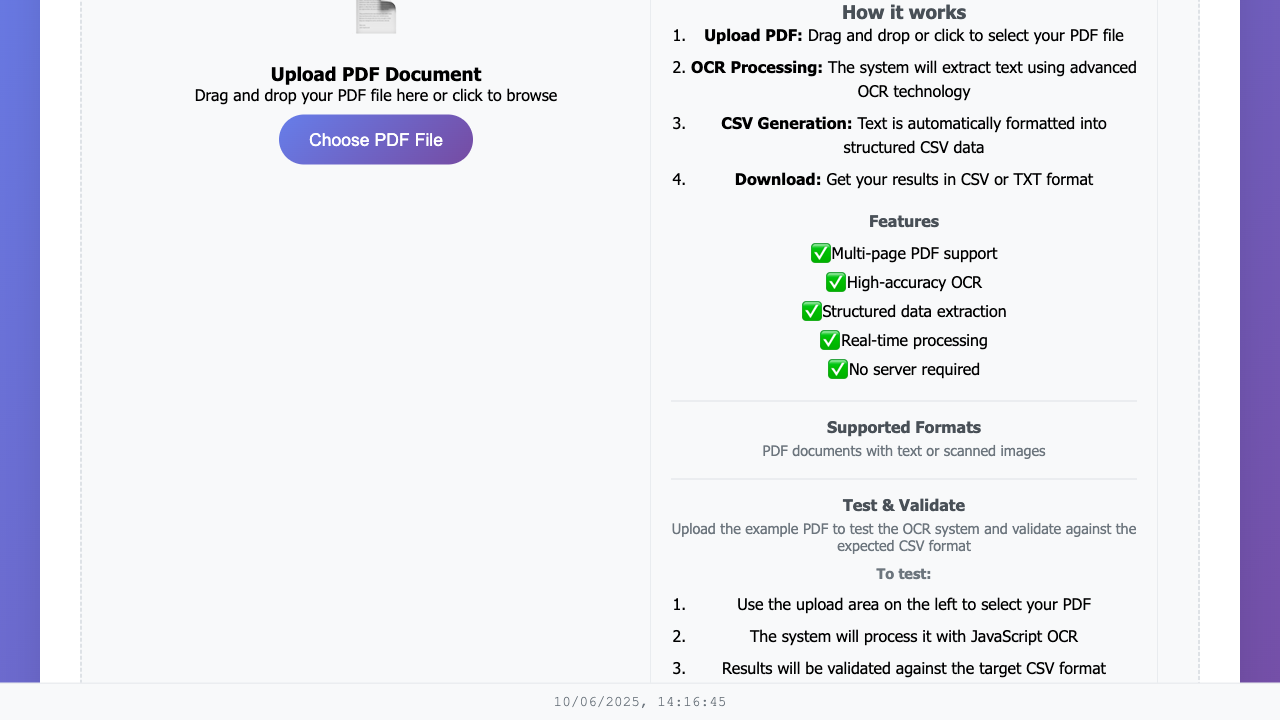 Upload PDF Document
Drag and drop your PDF file here or click to browse
Choose PDF File
How it works
1. Upload PDF: Drag and drop or click to select your PDF file
2. OCR Processing: The system will extract text using advanced
OCR technology
3. CSV Generation: Text is automatically formatted into
structured CSV data
4. Download: Get your results in CSV or TXT format
Features
✅Multi-page PDF support
✅High-accuracy OCR
✅Structured data extraction
✅Real-time processing
✅No server required
Supported Formats
PDF documents with text or scanned images
Test & Validate
Upload the example PDF to test the OCR system and validate against the
expected CSV format
To test:
1. Use the upload area on the left to select your PDF
2. The system will process it with JavaScript OCR
3. Results will be validated against the target CSV format
10/06/2025, 14:16:45